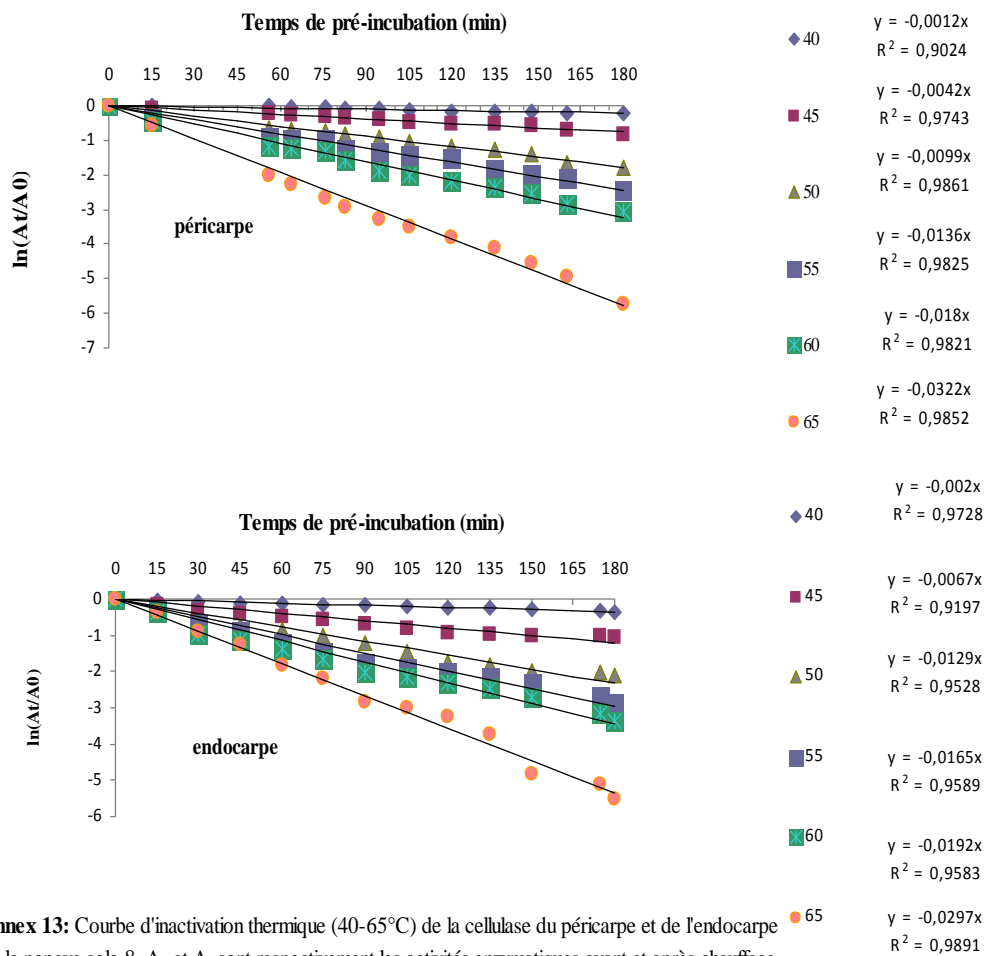 Temps de pré-incubation (min)
0 15 30 45 60 75 90 105 120 135 150 165 180
0
-1
-2
-3
-4
-5
-6
-7
ln(At/A0)
péricarpe
40
y = -0,0012x
R² = 0,9024
45
y = -0,0042x
R² = 0,9743
50
y = -0,0099x
R² = 0,9861
55
y = -0,0136x
R² = 0,9825
60
y = -0,018x
R² = 0,9821
65
y = -0,0322x
R² = 0,9852
Temps de pré-incubation (min)
0 15 30 45 60 75 90 105 120 135 150 165 180
0
-1
-2
-3
-4
-5
-6
ln(At/A0)
endocarpe
40
y = -0,002x
R² = 0,9728
45
y = -0,0067x
R² = 0,9197
50
y = -0,0129x
R² = 0,9528
55
y = -0,0165x
R² = 0,9589
60
y = -0,0192x
R² = 0,9583
65
y = -0,0297x
R² = 0,9891
nnex 13: Courbe d'inactivation thermique (40-65°C) de la cellulase du péricarpe et de l'endocarpe